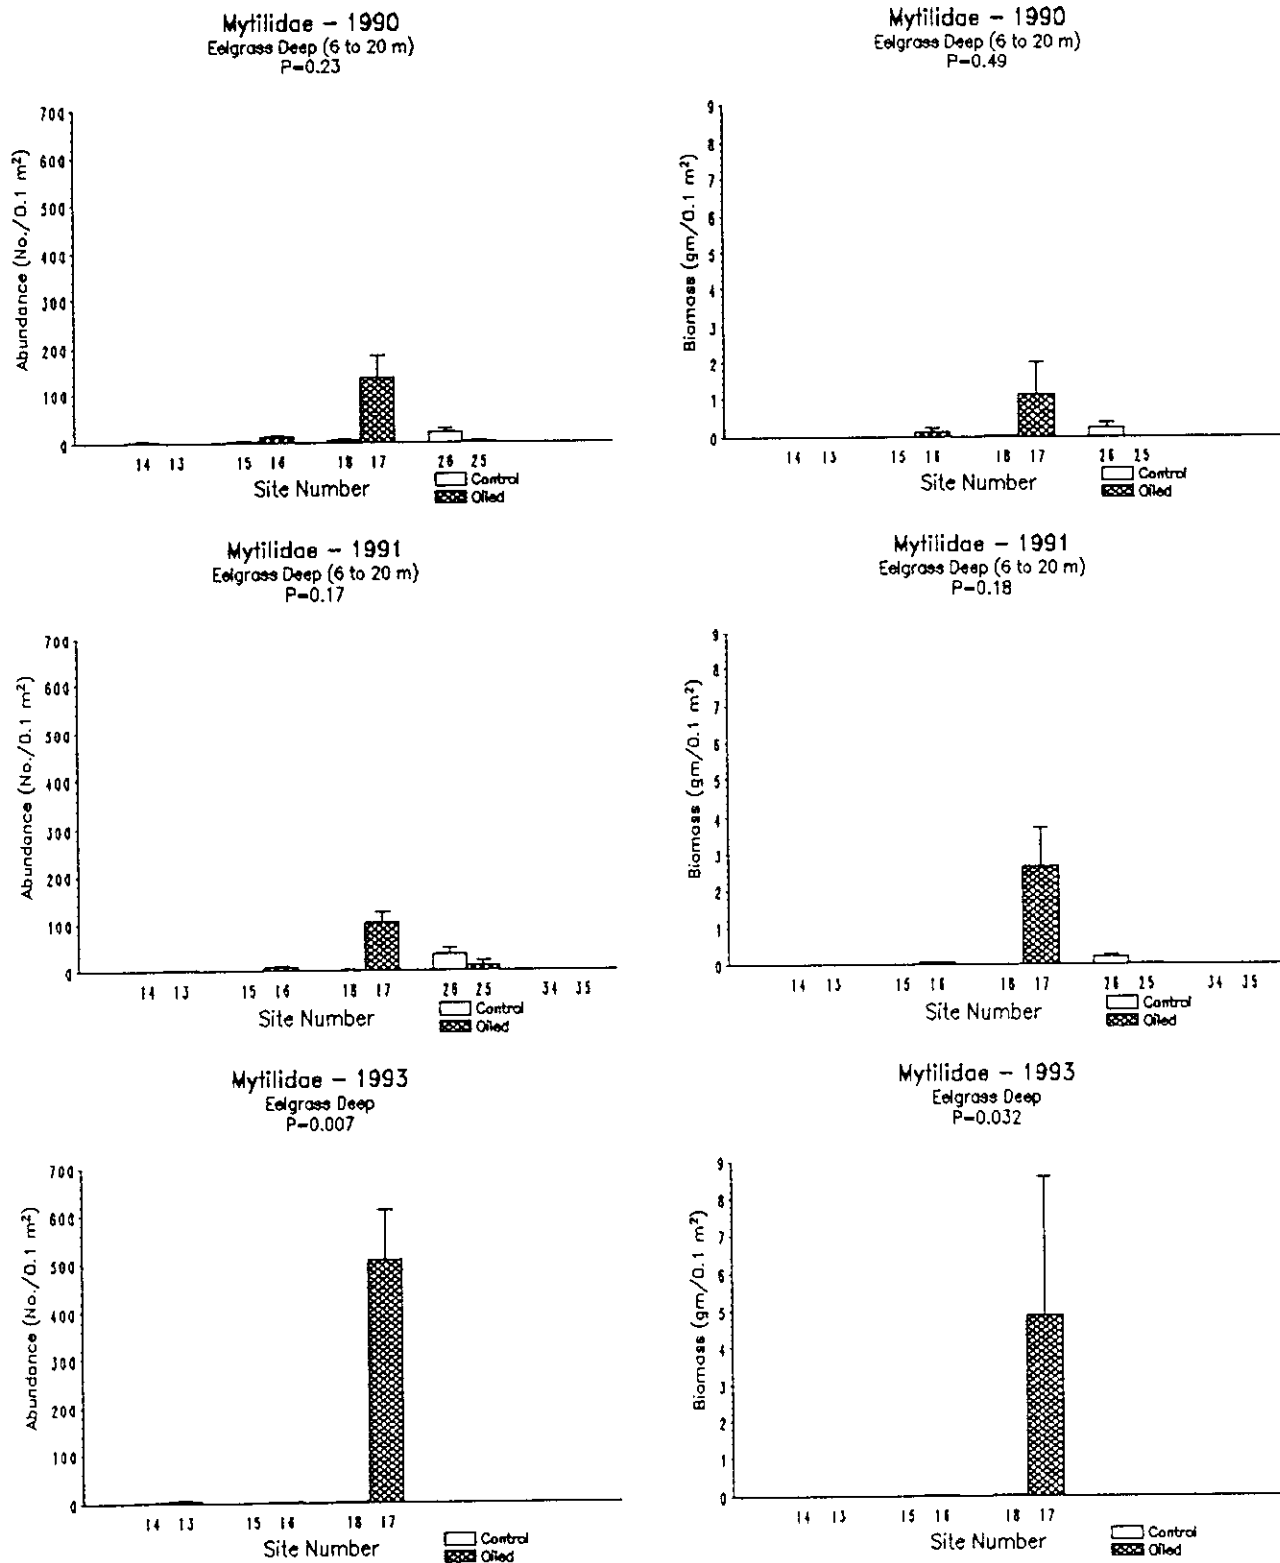 Mytilidae – 1990
Eelgrass Deep (6 to 20 m)
P=0.23
Abundance (No./0.1 m²)
700
600
500
400
300
200
100
0
14 13 15 16 18 17 26 25
Site Number
Control
Oiled
Mytilidae – 1990
Eelgrass Deep (6 to 20 m)
P=0.49
Biomass (gm/0.1 m²)
9
8
7
6
5
4
3
2
1
0
14 13 15 16 18 17 26 25
Site Number
Control
Oiled
Mytilidae – 1991
Eelgrass Deep (6 to 20 m)
P=0.17
Abundance (No./0.1 m²)
700
600
500
400
300
200
100
0
14 13 15 16 18 17 26 25 34 35
Site Number
Control
Oiled
Mytilidae – 1991
Eelgrass Deep (6 to 20 m)
P=0.18
Biomass (gm/0.1 m²)
9
8
7
6
5
4
3
2
1
0
14 13 15 16 18 17 26 25 34 35
Site Number
Control
Oiled
Mytilidae – 1993
Eelgrass Deep
P=0.007
Abundance (No./0.1 m²)
700
600
500
400
300
200
100
0
14 13 15 16 18 17
Site Number
Control
Oiled
Mytilidae – 1993
Eelgrass Deep
P=0.032
Biomass (gm/0.1 m²)
9
8
7
6
5
4
3
2
1
0
14 13 15 16 18 17
Site Number
Control
Oiled